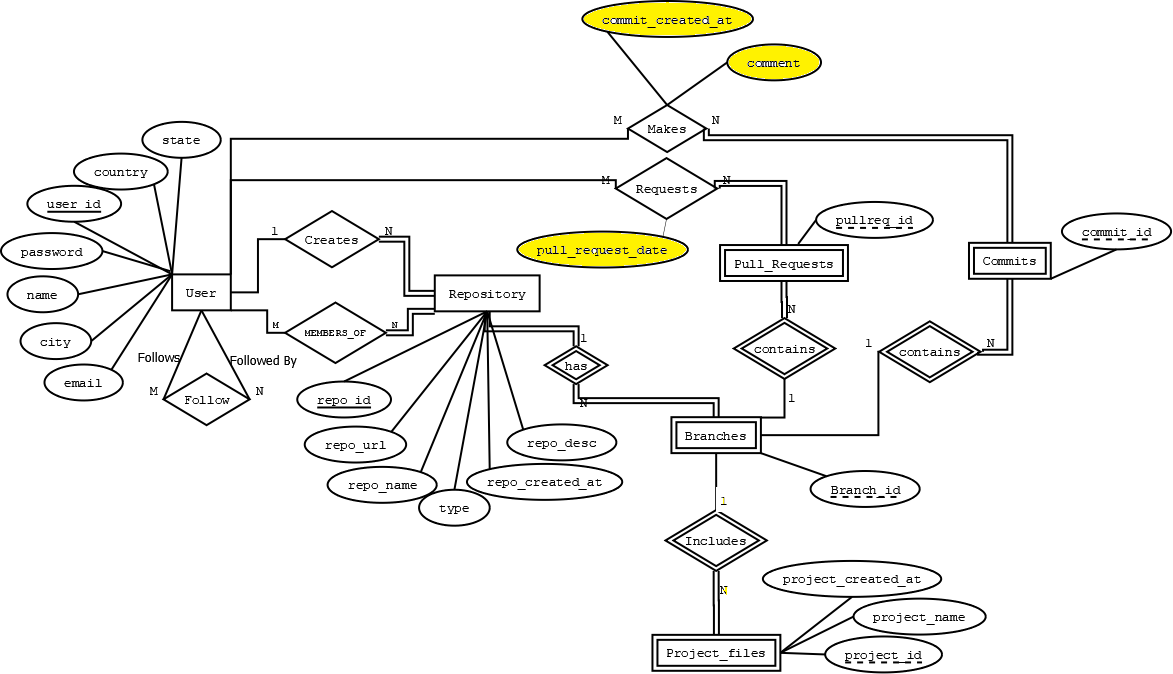 commit_created_at
comment
M
Makes
N
state
country
M
Requests
N
user_id
pullreq_id
commit_id
password
1
Creates
N
pull_request_date
Pull_Requests
Commits
name
User
Repository
M
MEMBERS_OF
N
N
city
Follows
Followed By
1
has
contains
1
contains
N
email
M
Follow
N
repo_id
N
1
repo_url
repo_desc
Branches
repo_name
repo_created_at
Branch_id
type
1
Includes
project_created_at
N
project_name
Project_files
project_id